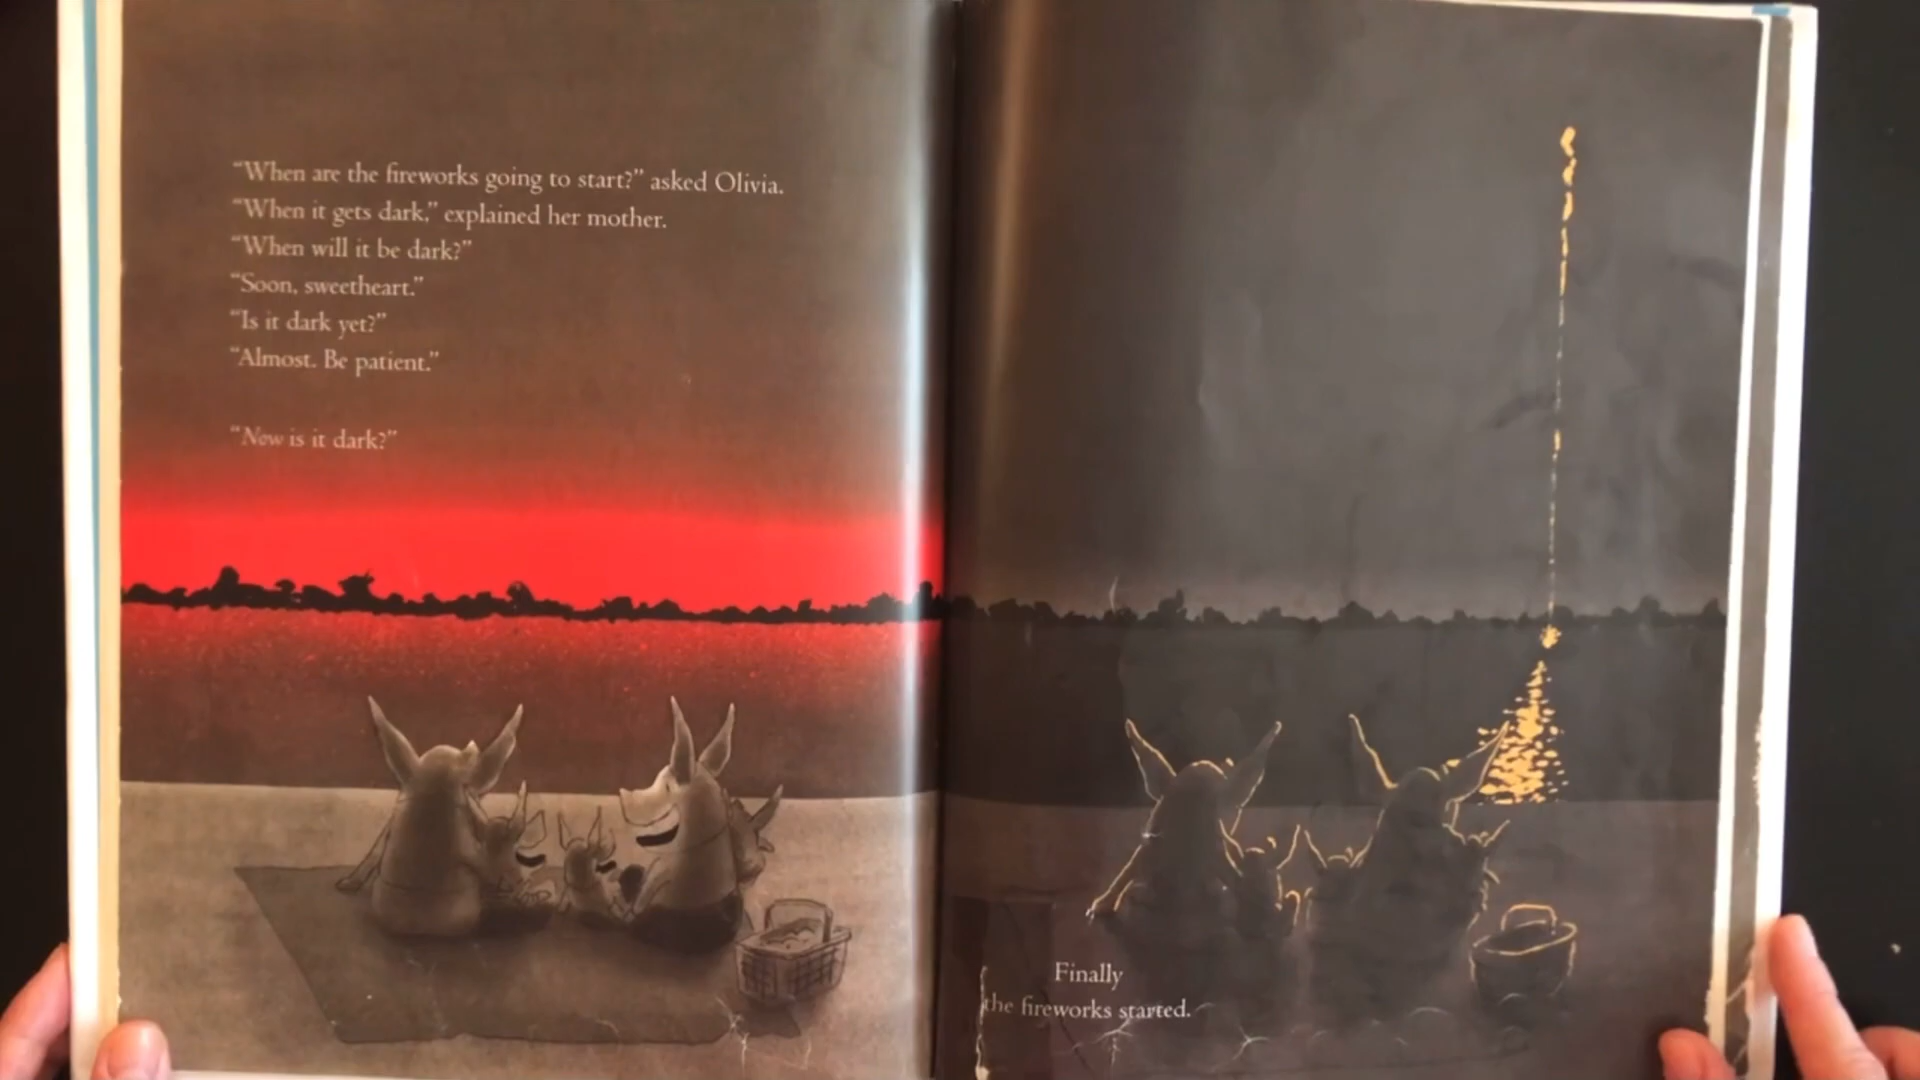 “When are the fireworks going to start?” asked Olivia.
“When it gets dark,” explained her mother.
“When will it be dark?”
“Soon, sweetheart.”
“Is it dark yet?”
“Almost. Be patient.”
“Now is it dark?”
Finally
the fireworks started.